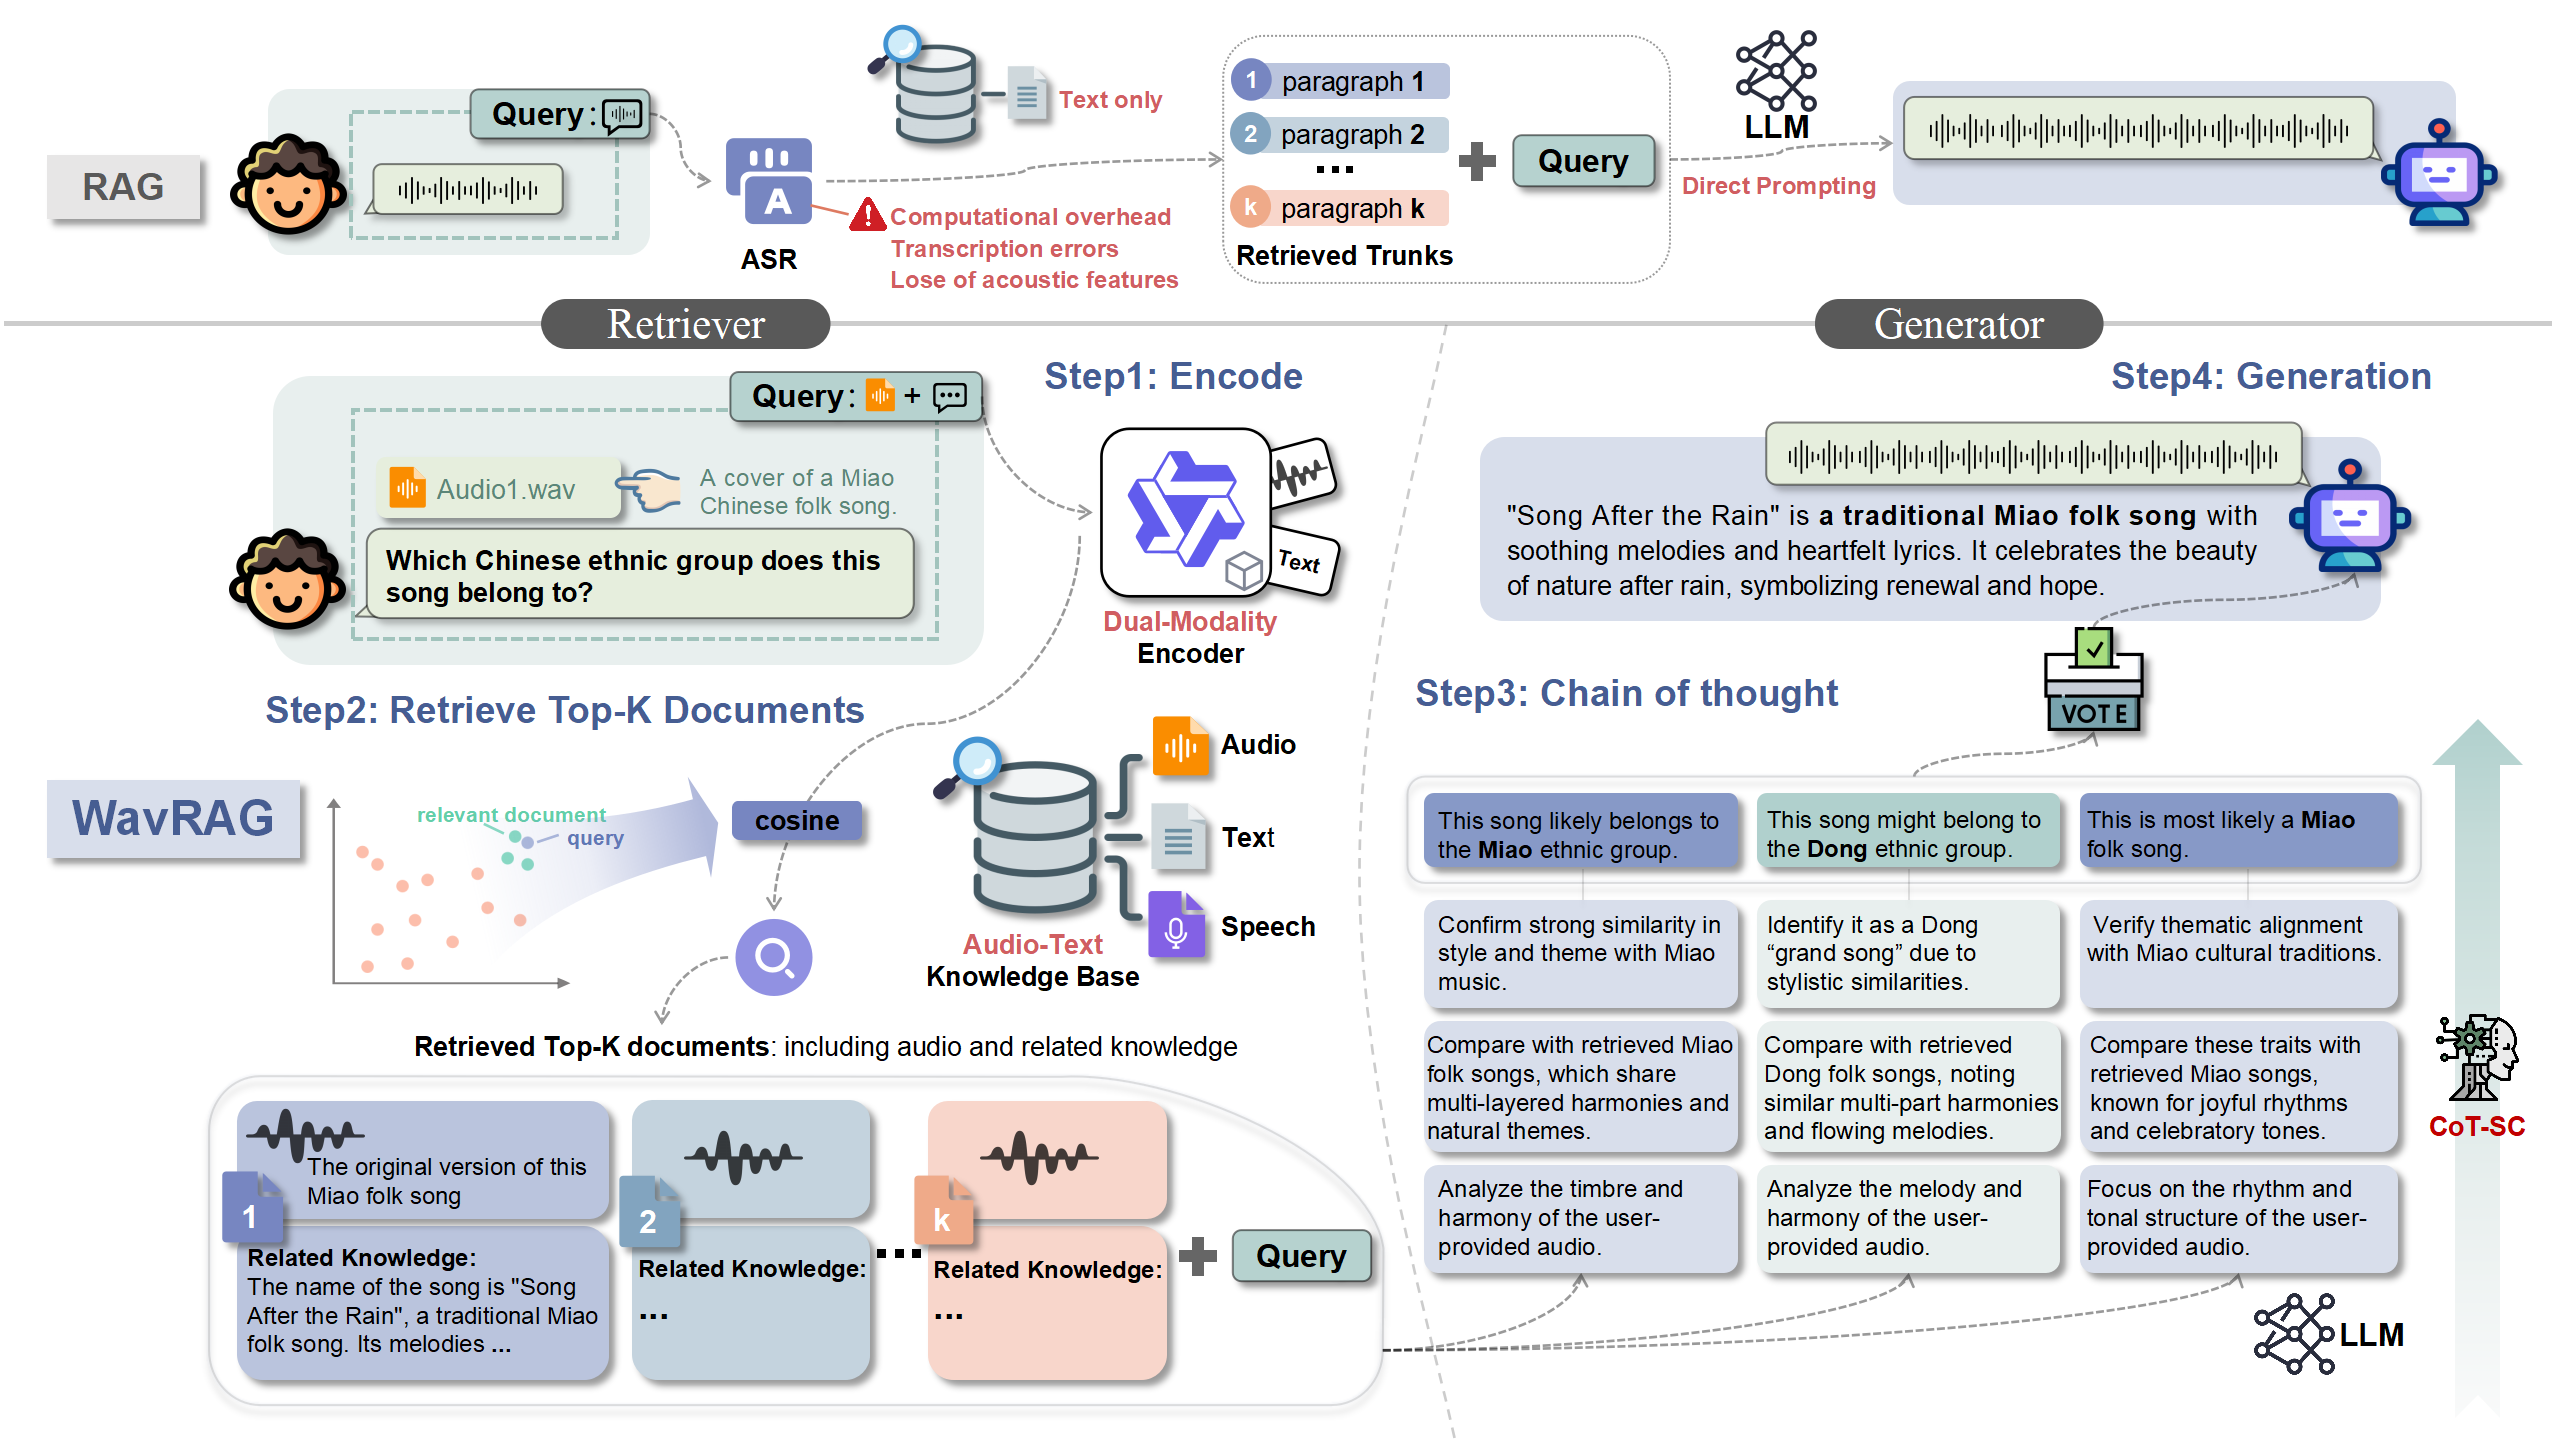 RAG
Query:
ASR
Text only
Computational overhead
Transcription errors
Lose of acoustic features
1 paragraph 1
2 paragraph 2
...
k paragraph k
Retrieved Trunks
Query
LLM
Direct Prompting
Retriever
Generator
WavRAG
Step1: Encode
Query: +
Audio1.wav
A cover of a Miao
Chinese folk song.
Which Chinese ethnic group does this
song belong to?
Text
Dual-Modality
Encoder
Step2: Retrieve Top-K Documents
relevant document
query
cosine
Audio
Text
Speech
Audio-Text
Knowledge Base
Retrieved Top-K documents: including audio and related knowledge
The original version of this
Miao folk song
1
Related Knowledge:
The name of the song is "Song
After the Rain", a traditional Miao
folk song. Its melodies ...
2
Related Knowledge:
...
...
k
Related Knowledge:
...
Query
Step4: Generation
"Song After the Rain" is a traditional Miao folk song with
soothing melodies and heartfelt lyrics. It celebrates the beauty
of nature after rain, symbolizing renewal and hope.
VOTE
Step3: Chain of thought
This song likely belongs to
the Miao ethnic group.
This song might belong to
the Dong ethnic group.
This is most likely a Miao
folk song.
Confirm strong similarity in
style and theme with Miao
music.
Identify it as a Dong
“grand song” due to
stylistic similarities.
Verify thematic alignment
with Miao cultural traditions.
Compare with retrieved Miao
folk songs, which share
multi-layered harmonies and
natural themes.
Compare with retrieved
Dong folk songs, noting
similar multi-part harmonies
and flowing melodies.
Compare these traits with
retrieved Miao songs,
known for joyful rhythms
and celebratory tones.
Analyze the timbre and
harmony of the user-
provided audio.
Analyze the melody and
harmony of the user-
provided audio.
Focus on the rhythm and
tonal structure of the user-
provided audio.
CoT-SC
LLM